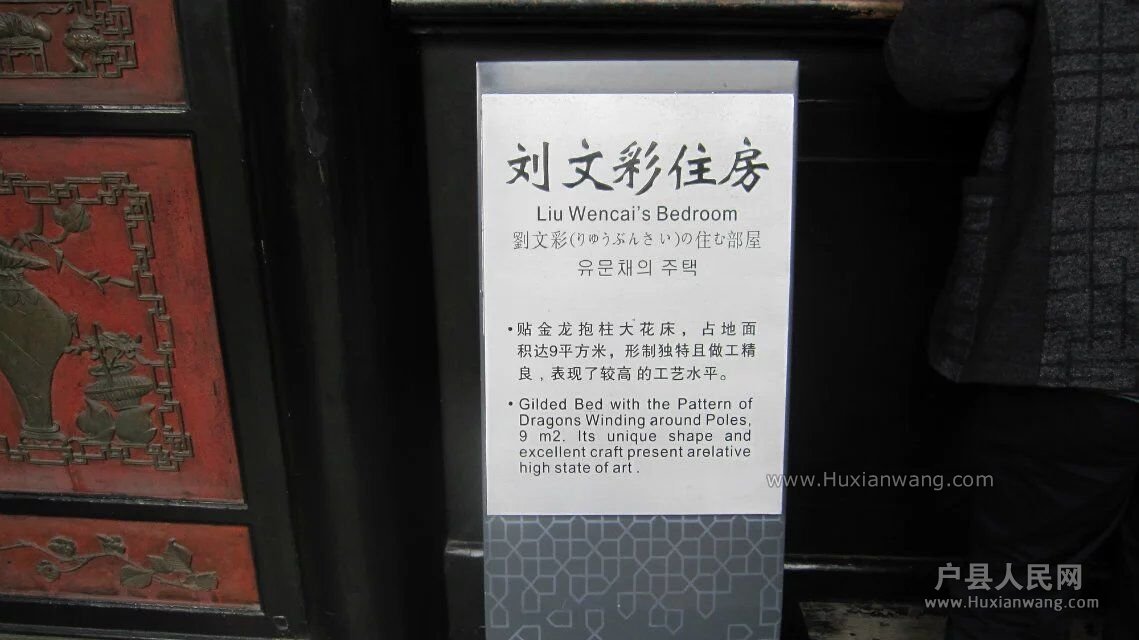 刘文彩住房
Liu Wencai's Bedroom
劉文彩(りゅうぶんさい)の住む部屋
유문채의 주택
•贴金龙抱柱大花床，占地面
积达9平方米，形制独特且做工精
良，表现了较高的工艺水平。
• Gilded Bed with the Pattern of
Dragons Winding around Poles,
9 m2. Its unique shape and
excellent craft present arelative
high state of art .
www.Huxianwang.com
户县人民网
www.Huxianwang.com